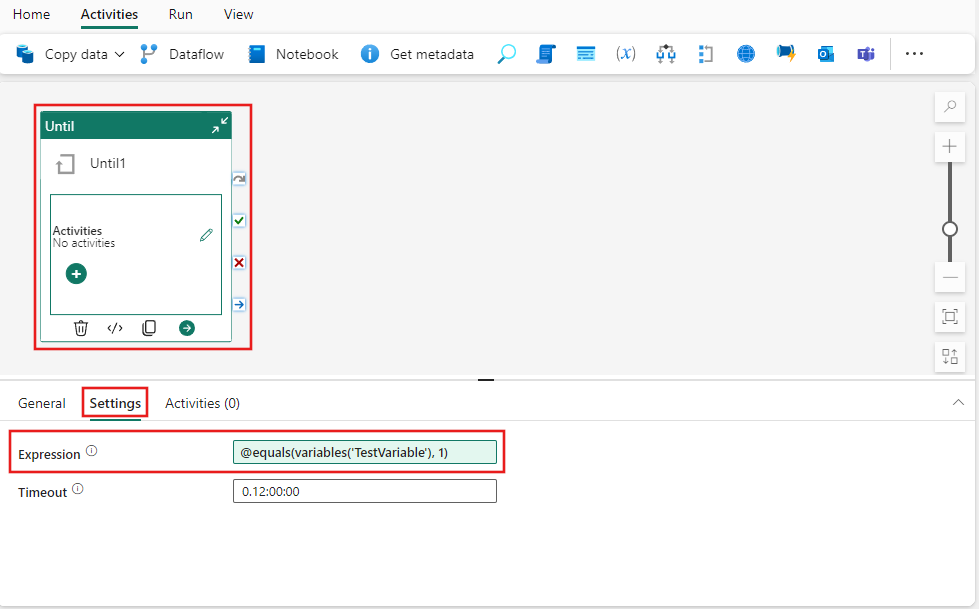 Home Activities Run View
Copy data Dataflow Notebook Get metadata (x)
Until
Until1
Activities
No activities
General Settings Activities (0)
Expression @equals(variables('TestVariable'), 1)
Timeout 0.12:00:00